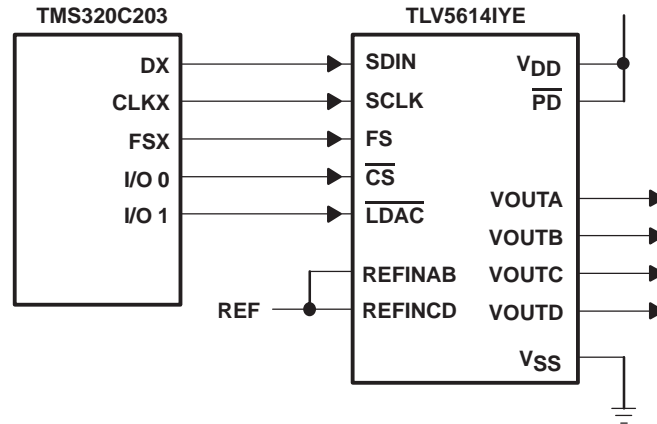 TMS320C203
TLV5614IYE
DX
CLKX
FSX
I/O 0
I/O 1
SDIN
SCLK
FS
CS
LDAC
REFINAB
REFINCD
REF
VDD
PD
VOUTA
VOUTB
VOUTC
VOUTD
VSS